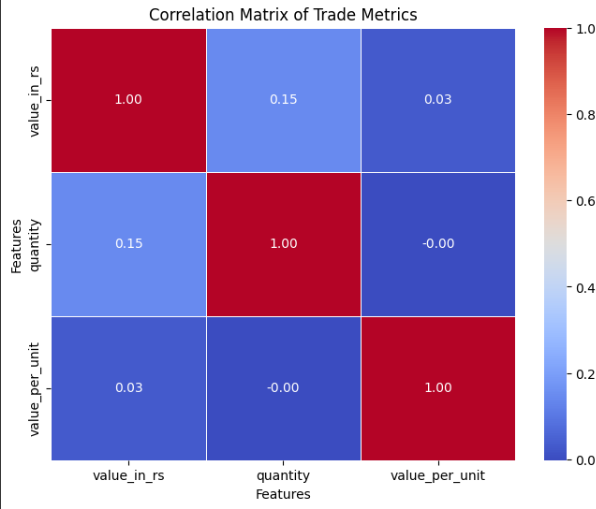 Correlation Matrix of Trade Metrics
value_in_rs
1.00
0.15
0.03
quantity
0.15
1.00
-0.00
value_per_unit
0.03
-0.00
1.00
Features
value_in_rs
quantity
value_per_unit
Features
1.0
0.8
0.6
0.4
0.2
0.0